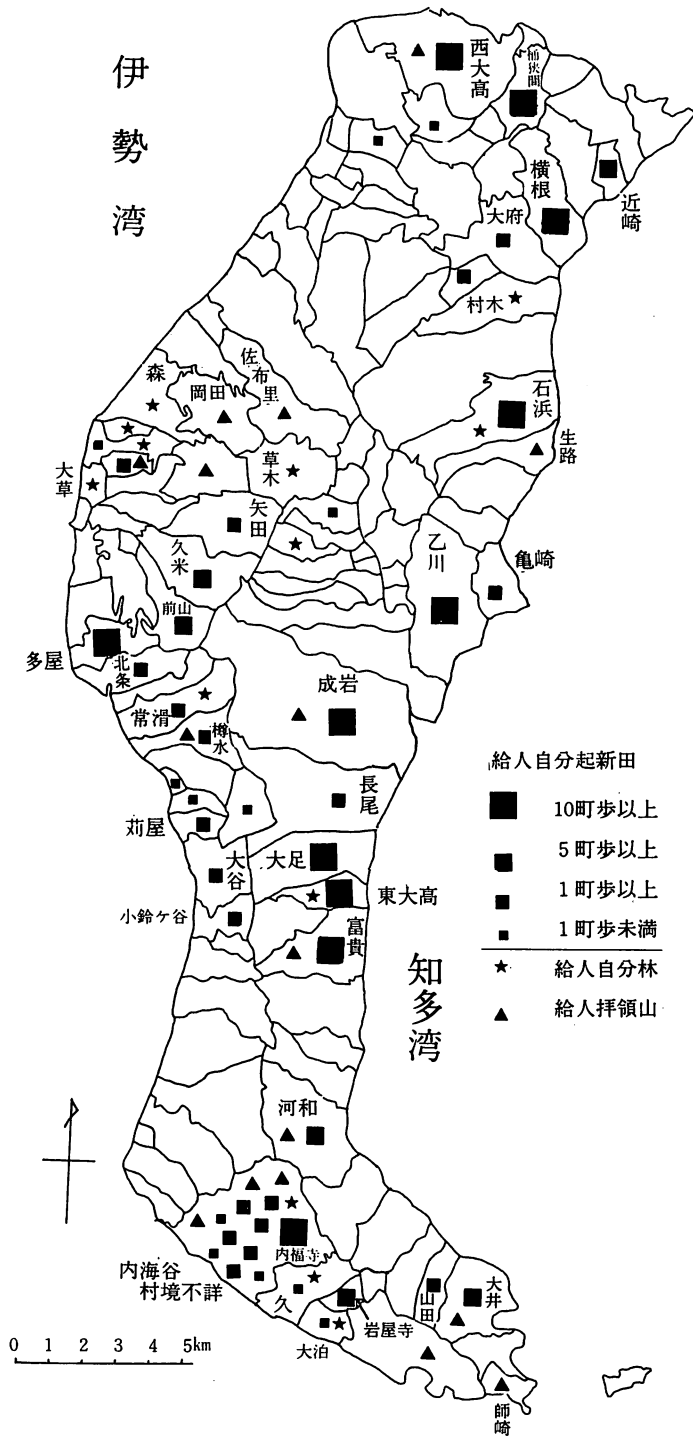 伊勢湾
西大高
桶狭間
近崎
横根
大府
村木
佐布里
森
岡田
石浜
生路
大草
草木
矢田
乙川
亀崎
久米
前山
多屋
北条
成岩
常滑
樽水
長尾
苅屋
大谷
大足
東大高
小鈴ケ谷
富貴
知多湾
給人自分起新田
10町歩以上
5町歩以上
1町歩以上
1町歩未満
給人自分林
給人拝領山
河和
内福寺
内海谷
村境不詳
久
岩屋寺
大泊
山田
大井
師崎
0 1 2 3 4 5km